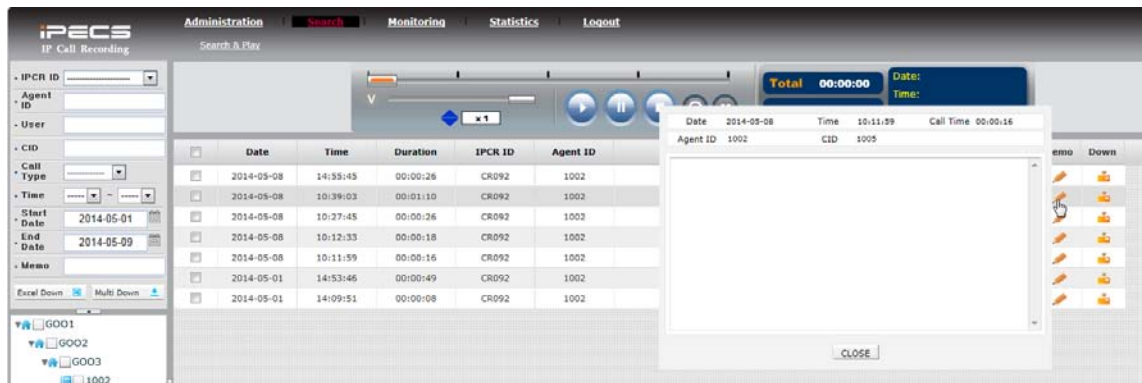 iPECS
IP Call Recording
Administration Search Monitoring Statistics Logout
Search & Play
IPCR ID
Agent ID
User
CID
Call Type
Time ~
Start Date 2014-05-01
End Date 2014-05-09
Memo
Excel Down Multi Down
GOO1
GOO2
GOO3
1002
V
x 1
Total 00:00:00
Date:
Time:
Date Time Duration IPCR ID Agent ID emo Down
2014-05-08 14:55:45 00:00:26 CR092 1002
2014-05-08 10:39:03 00:01:10 CR092 1002
2014-05-08 10:27:45 00:00:26 CR092 1002
2014-05-08 10:12:33 00:00:18 CR092 1002
2014-05-08 10:11:59 00:00:16 CR092 1002
2014-05-01 14:53:46 00:00:49 CR092 1002
2014-05-01 14:09:51 00:00:08 CR092 1002
Date 2014-05-08 Time 10:11:59 Call Time 00:00:16
Agent ID 1002 CID 1005
CLOSE